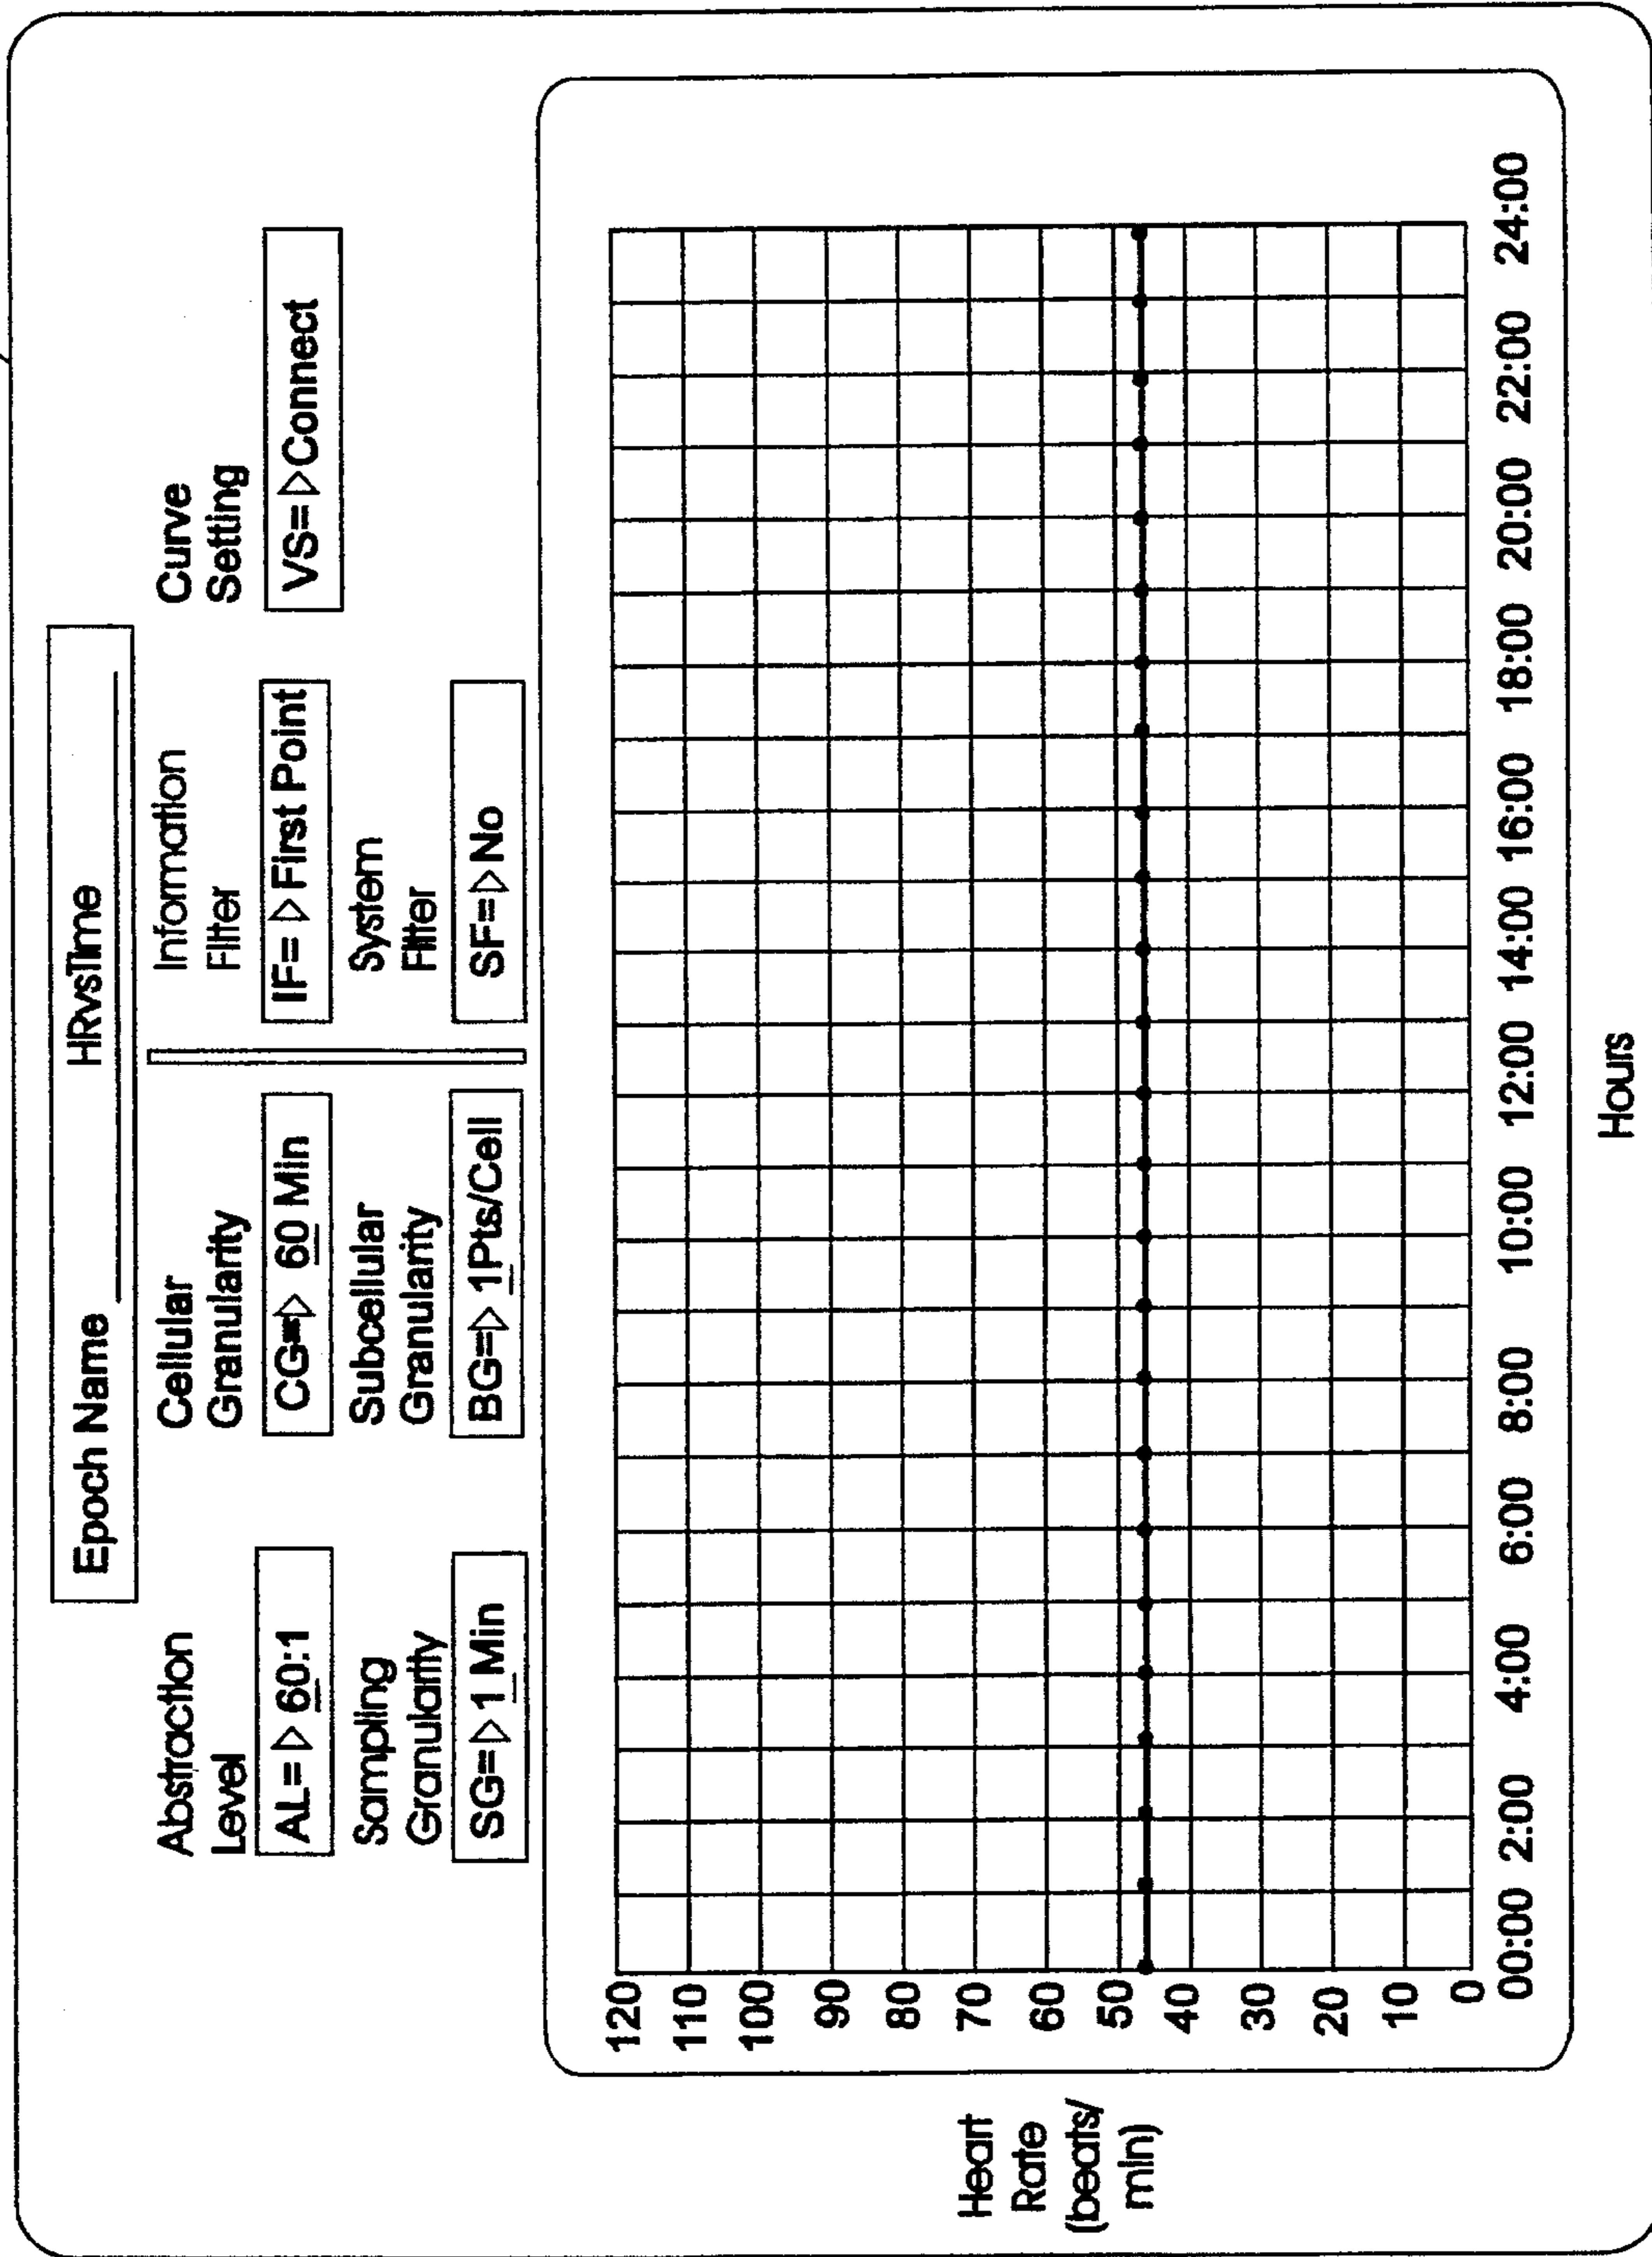 Epoch Name HRvsTime
Abstraction
Level
AL=▷ 60:1
Sampling
Granularity
SG=▷ 1 Min
Cellular
Granularity
CG=▷ 60 Min
Subcellular
Granularity
BG=▷ 1Pts/Cell
Information
Filter
IF=▷ First Point
System
Filter
SF=▷ No
Curve
Setting
VS=▷ Connect
Heart
Rate
(beats/
min)
120
110
100
90
80
70
60
50
40
30
20
10
0
00:00 2:00 4:00 6:00 8:00 10:00 12:00 14:00 16:00 18:00 20:00 22:00 24:00
Hours